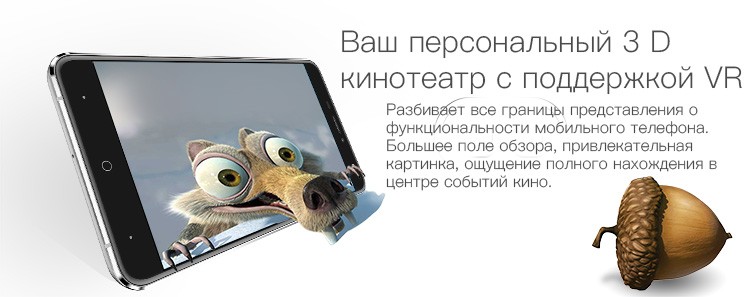 Ваш персональный 3 D
кинотеатр с поддержкой VR
Разбивает все границы представления о
функциональности мобильного телефона.
Большее поле обзора, привлекательная
картинка, ощущение полного нахождения в
центре событий кино.